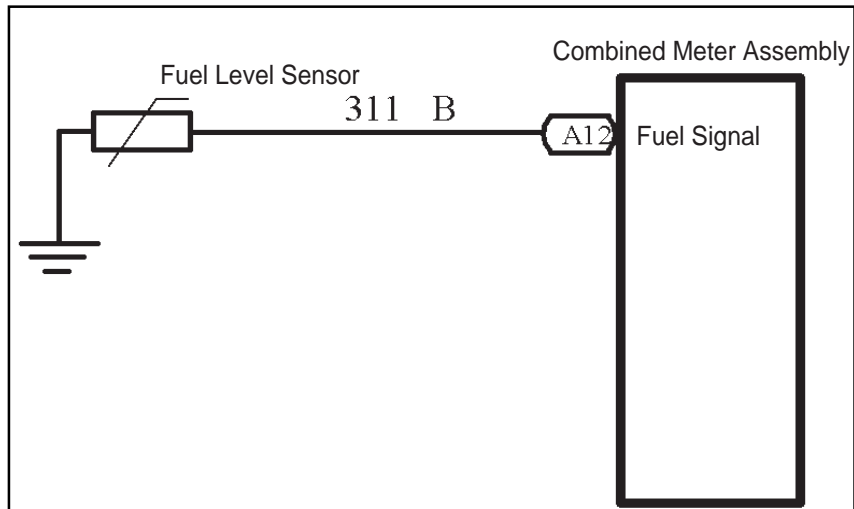 Combined Meter Assembly
Fuel Level Sensor
311 B
A12
Fuel Signal